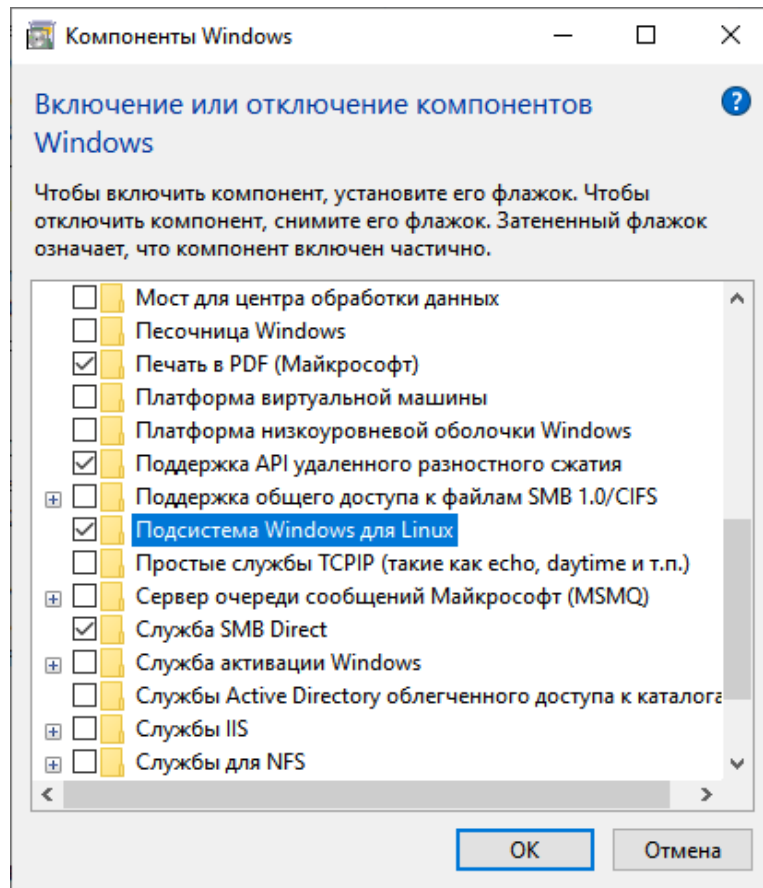 Компоненты Windows
Включение или отключение компонентов
Windows
Чтобы включить компонент, установите его флажок. Чтобы
отключить компонент, снимите его флажок. Затененный флажок
означает, что компонент включен частично.
Мост для центра обработки данных
Песочница Windows
Печать в PDF (Майкрософт)
Платформа виртуальной машины
Платформа низкоуровневой оболочки Windows
Поддержка API удаленного разностного сжатия
Поддержка общего доступа к файлам SMB 1.0/CIFS
Подсистема Windows для Linux
Простые службы TCPIP (такие как echo, daytime и т.п.)
Сервер очереди сообщений Майкрософт (MSMQ)
Служба SMB Direct
Служба активации Windows
Службы Active Directory облегченного доступа к каталога
Службы IIS
Службы для NFS
ОК
Отмена